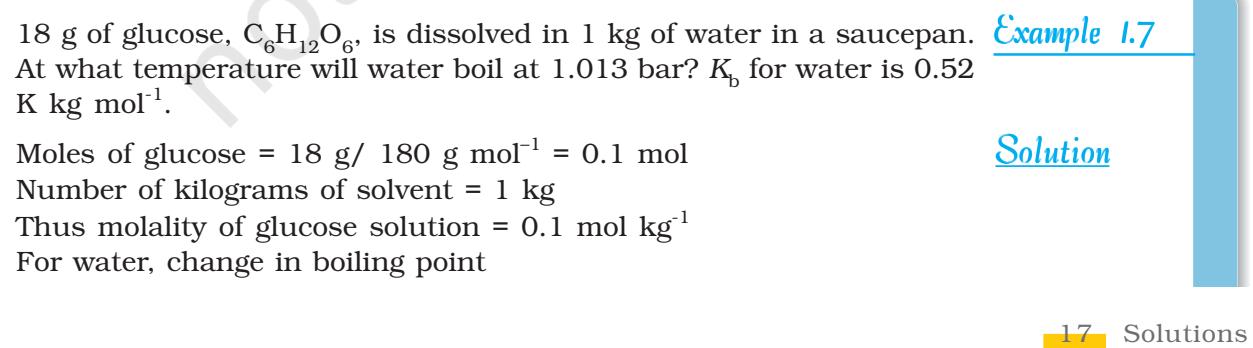 18 g of glucose, C₆H₁₂O₆, is dissolved in 1 kg of water in a saucepan. Example 1.7
At what temperature will water boil at 1.013 bar? K_b for water is 0.52
K kg mol⁻¹.
Moles of glucose = 18 g/ 180 g mol⁻¹ = 0.1 mol Solution
Number of kilograms of solvent = 1 kg
Thus molality of glucose solution = 0.1 mol kg⁻¹
For water, change in boiling point
17 Solutions